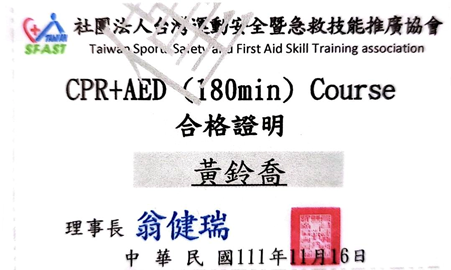 社團法人台灣運動安全暨急救技能推廣協會
TAIWAN
SFAST
Taiwan Sport Safety and First Aid Skill Training association
CPR+AED (180min) Course
合格證明
黃鈴喬
理事長 翁健瑞
中華民國111年11月16日